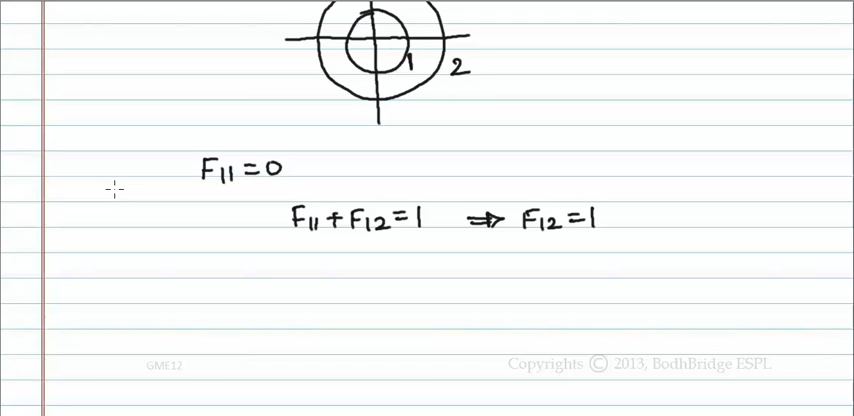 1
2
F11 = 0
F11 + F12 = 1 ⇒ F12 = 1
GME12
Copyrights © 2013, BodhBridge ESPL